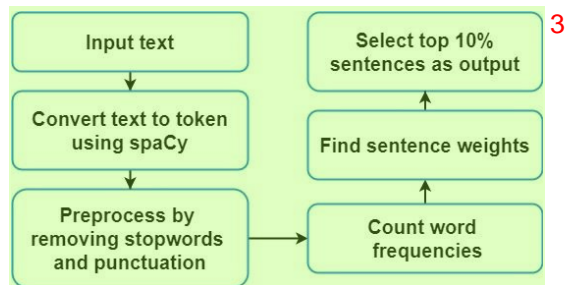 Input text
Convert text to token
using spaCy
Preprocess by
removing stopwords
and punctuation
Count word
frequencies
Find sentence weights
Select top 10%
sentences as output
3